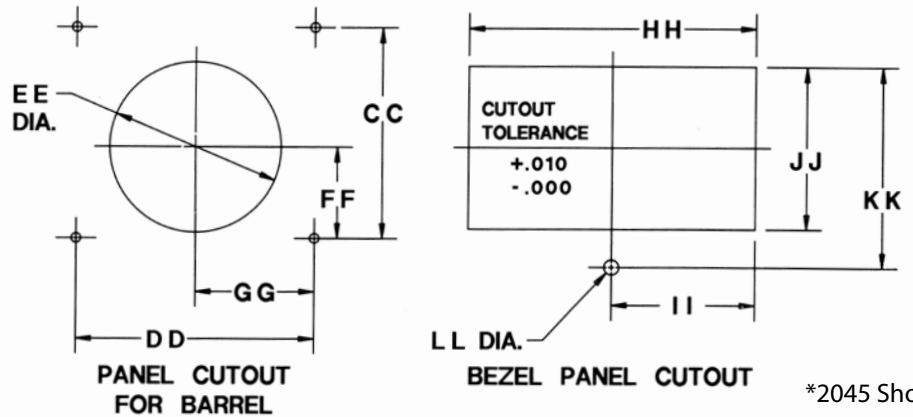 EE
DIA.
CC
FF
GG
DD
PANEL CUTOUT
FOR BARREL
HH
CUTOUT
TOLERANCE
+.010
-.000
JJ
KK
II
LL DIA.
BEZEL PANEL CUTOUT
*2045 Sho